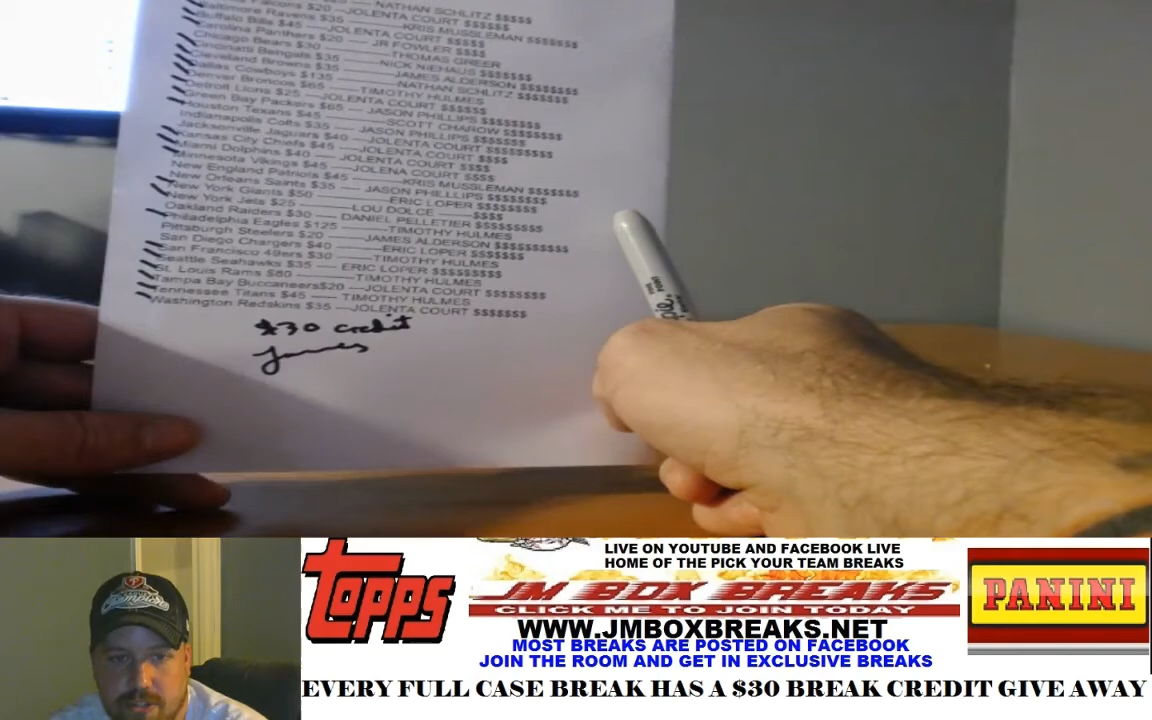 Falcons $20 ---JOLENTA COURT $$$$$
NATHAN SCHLITZ $$$$$
Baltimore Ravens $35 -------KRIS MUSSLEMAN $$$$$$$
Buffalo Bills $45 ----JOLENTA COURT $$$$$
Carolina Panthers $20 ---- JR FOWLER $$$$
Chicago Bears $30 --------THOMAS GREER
Cincinatti Bengals $35 ----- NICK NIEHAUS $$$$$$$
Cleveland Browns $35 ------JAMES ALDERSON $$$$$$$
Dallas Cowboys $135 -------NATHAN SCHLITZ $$$$$$$
Denver Broncos $65 ------TIMOTHY HULMES
Detroit Lions $25 ----JOLENTA COURT $$$$$$
Green Bay Packers $65 ---- JASON PHILLIPS $$$$$$$$
Houston Texans $45 --------SCOTT CHAROW $$$$$$$$
Indianapolis Colts $35 ----- JASON PHILLIPS $$$$$$$
Jacksonville Jaguars $40 ---JOLENTA COURT $$$$$$$$$
Kansas City Chiefs $45 ----JOLENTA COURT $$$$
Miami Dolphins $40 ---- JOLENTA COURT $$$$
Minnesota Vikings $45 ----JOLENA COURT $$$$
New England Patriots $45 --------KRIS MUSSLEMAN $$$$$$$
New Orleans Saints $35 ---- JASON PHILLIPS $$$$$$$
New York Giants $50 ---------ERIC LOPER $$$$$$$$
New York Jets $25 -------LOU DOLCE ------$$$$
Oakland Raiders $30 ---- DANIEL PELLETIER $$$$$$$$$
Philadelphia Eagles $125 -------TIMOTHY HULMES
Pittsburgh Steelers $20 -----JAMES ALDERSON $$$$$$$$$$
San Diego Chargers $40 --------ERIC LOPER $$$$$$$
San Francisco 49ers $30 ------TIMOTHY HULMES
Seattle Seahawks $35 ---- ERIC LOPER $$$$$$$$$
St. Louis Rams $80 ---------TIMOTHY HULMES
Tampa Bay Buccaneers$20 ----JOLENTA COURT $$$$$$$
Tennessee Titans $45 ---- TIMOTHY HULMES
Washington Redskins $35 ----JOLENTA COURT $$$$$$$
$30 credit
James
TOPPS
LIVE ON YOUTUBE AND FACEBOOK LIVE
HOME OF THE PICK YOUR TEAM BREAKS
JM BOX BREAKS
CLICK ME TO JOIN TODAY
WWW.JMBOXBREAKS.NET
MOST BREAKS ARE POSTED ON FACEBOOK
JOIN THE ROOM AND GET IN EXCLUSIVE BREAKS
PANINI
EVERY FULL CASE BREAK HAS A $30 BREAK CREDIT GIVE AWAY